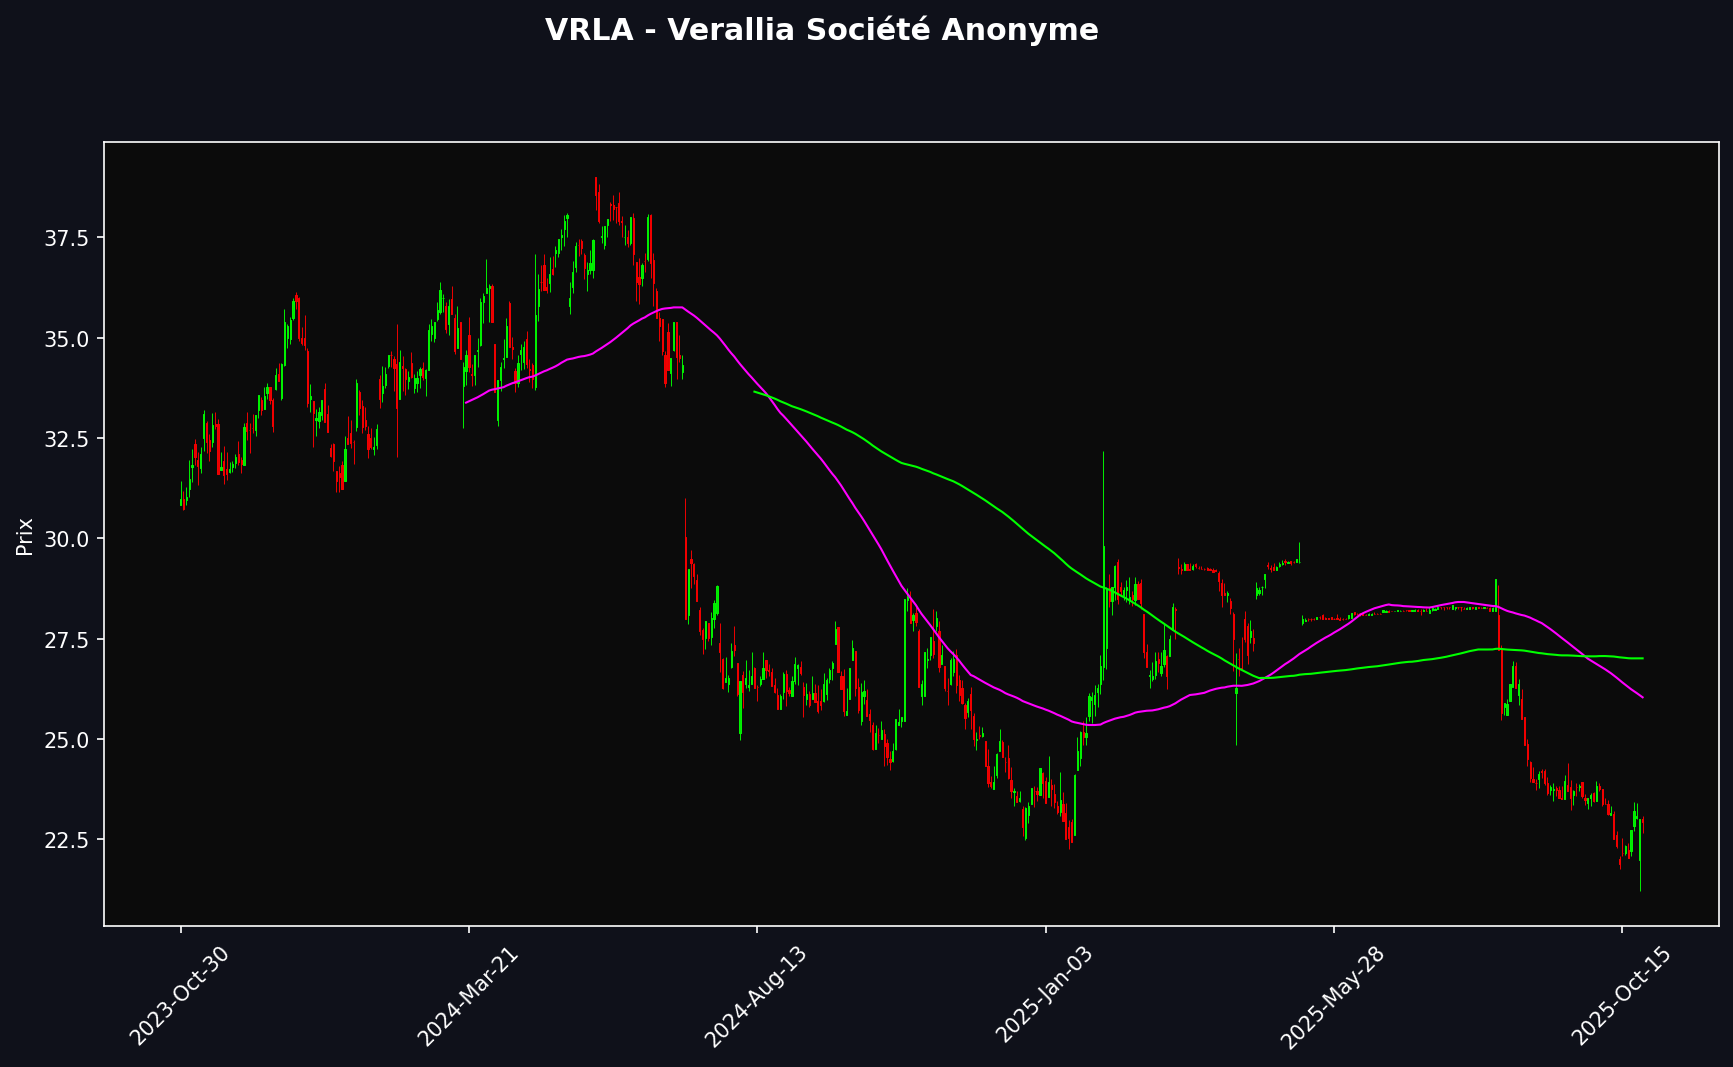 VRLA - Verallia Société Anonyme
Prix
37.5
35.0
32.5
30.0
27.5
25.0
22.5
2023-Oct-30
2024-Mar-21
2024-Aug-13
2025-Jan-03
2025-May-28
2025-Oct-15